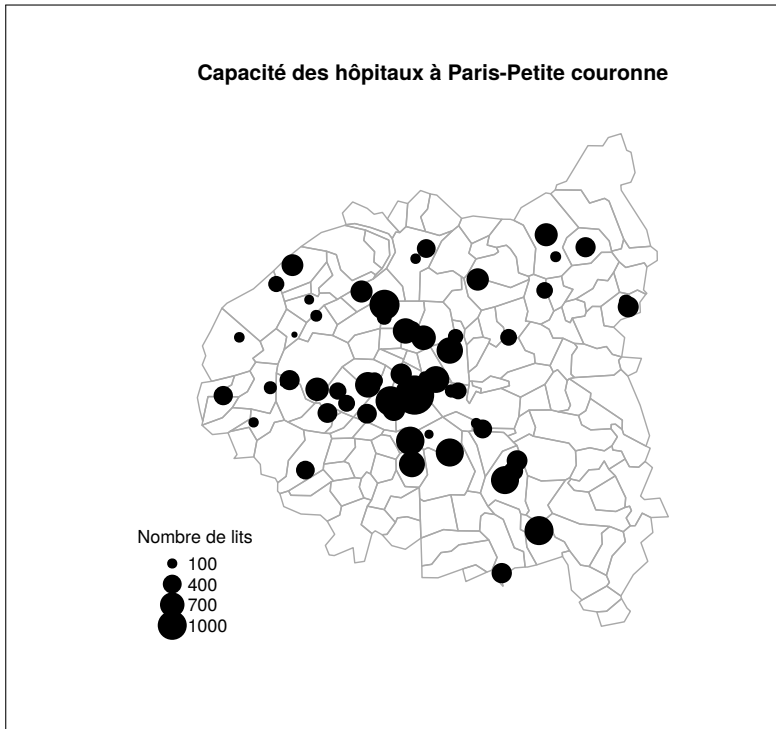 Capacité des hôpitaux à Paris-Petite couronne
Nombre de lits
100
400
700
1000